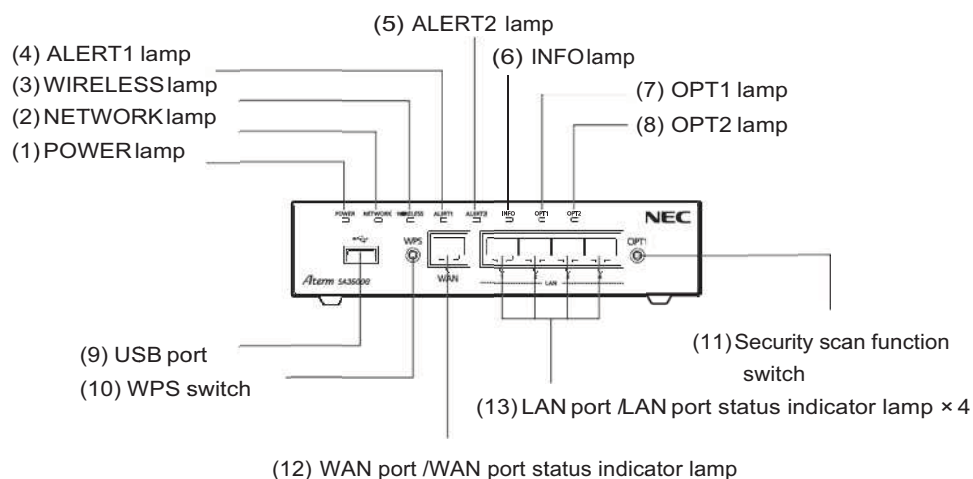 (5) ALERT2 lamp
(4) ALERT1 lamp
(6) INFO lamp
(3) WIRELESS lamp
(7) OPT1 lamp
(2) NETWORK lamp
(8) OPT2 lamp
(1) POWER lamp
POWER NETWORK WIRELESS ALERT1 ALERT2 INFO OPT1 OPT2
NEC
WPS
OPT1
WAN
LAN
Aterm SA3500G
(9) USB port
(11) Security scan function
switch
(10) WPS switch
(13) LAN port /LAN port status indicator lamp × 4
(12) WAN port /WAN port status indicator lamp